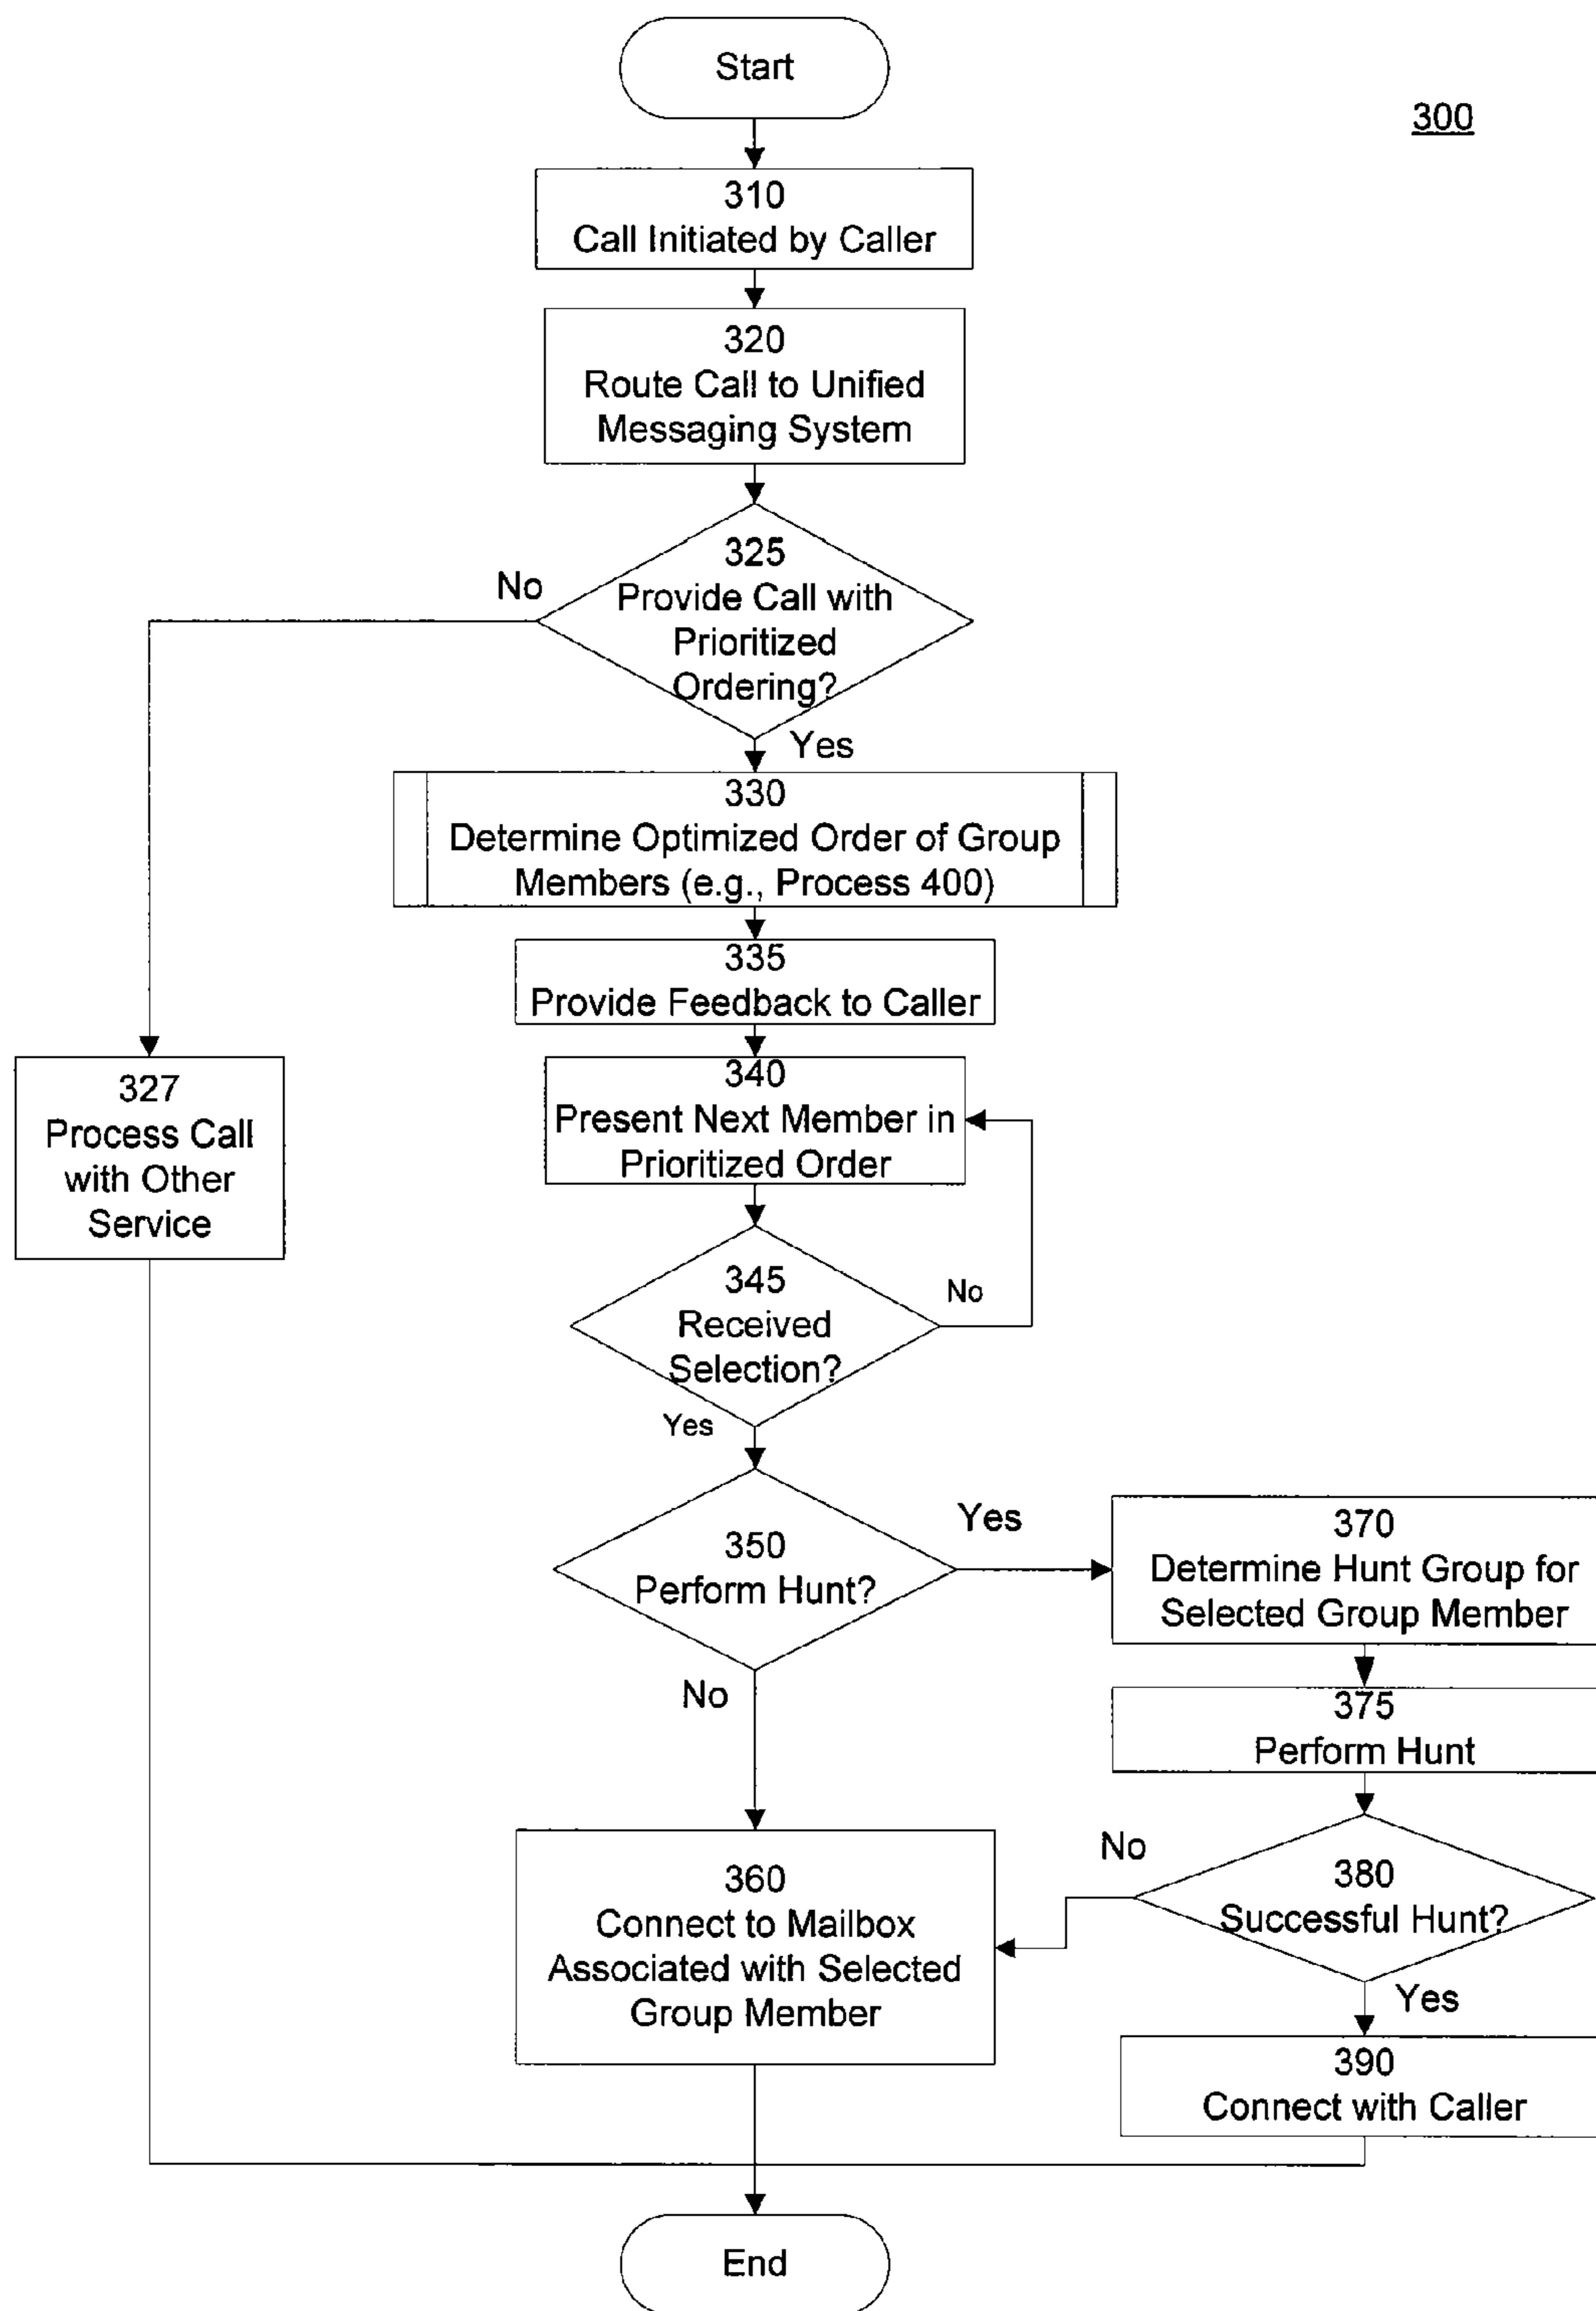 Start
300
310
Call Initiated by Caller
320
Route Call to Unified
Messaging System
325
Provide Call with
Prioritized
Ordering?
No
Yes
330
Determine Optimized Order of Group
Members (e.g., Process 400)
335
Provide Feedback to Caller
327
Process Call
with Other
Service
340
Present Next Member in
Prioritized Order
345
Received
Selection?
No
Yes
350
Perform Hunt?
Yes
No
370
Determine Hunt Group for
Selected Group Member
375
Perform Hunt
380
Successful Hunt?
No
Yes
360
Connect to Mailbox
Associated with Selected
Group Member
390
Connect with Caller
End